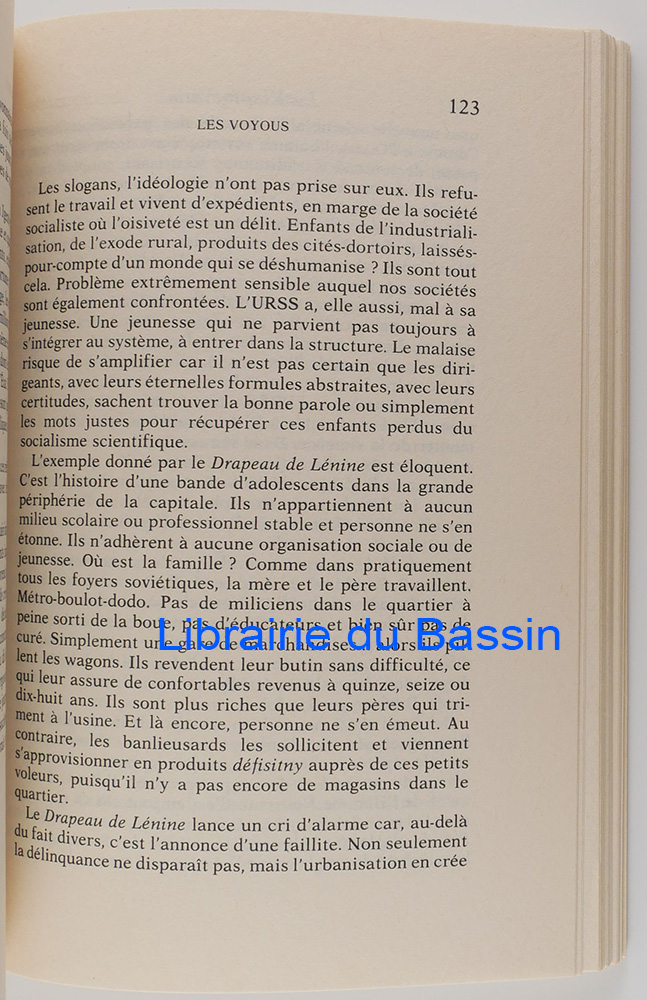 123
LES VOYOUS
Les slogans, l'idéologie n'ont pas prise sur eux. Ils refu-
sent le travail et vivent d'expédients, en marge de la société
socialiste où l'oisiveté est un délit. Enfants de l'industriali-
sation, de l'exode rural, produits des cités-dortoirs, laissés-
pour-compte d'un monde qui se déshumanise ? Ils sont tout
cela. Problème extrêmement sensible auquel nos sociétés
sont également confrontées. L'URSS a, elle aussi, mal à sa
jeunesse. Une jeunesse qui ne parvient pas toujours à
s'intégrer au système, à entrer dans la structure. Le malaise
risque de s'amplifier car il n'est pas certain que les diri-
geants, avec leurs éternelles formules abstraites, avec leurs
certitudes, sachent trouver la bonne parole ou simplement
les mots justes pour récupérer ces enfants perdus du
socialisme scientifique.
L'exemple donné par le Drapeau de Lénine est éloquent.
C'est l'histoire d'une bande d'adolescents dans la grande
périphérie de la capitale. Ils n'appartiennent à aucun
milieu scolaire ou professionnel stable et personne ne s'en
étonne. Ils n'adhèrent à aucune organisation sociale ou de
jeunesse. Où est la famille ? Comme dans pratiquement
tous les foyers soviétiques, la mère et le père travaillent.
Métro-boulot-dodo. Pas de miliciens dans le quartier à
peine sorti de la boue, pas d'éducateurs et bien sûr pas de
curé. Simplement une gare de marchandises... alors ils pil-
lent les wagons. Ils revendent leur butin sans difficulté, ce
qui leur assure de confortables revenus à quinze, seize ou
dix-huit ans. Ils sont plus riches que leurs pères qui tri-
ment à l'usine. Et là encore, personne ne s'en émeut. Au
contraire, les banlieusards les sollicitent et viennent
s'approvisionner en produits défisitny auprès de ces petits
voleurs, puisqu'il n'y a pas encore de magasins dans le
quartier.
Le Drapeau de Lénine lance un cri d'alarme car, au-delà
du fait divers, c'est l'annonce d'une faillite. Non seulement
la délinquance ne disparaît pas, mais l'urbanisation en crée
Librairie du Bassin